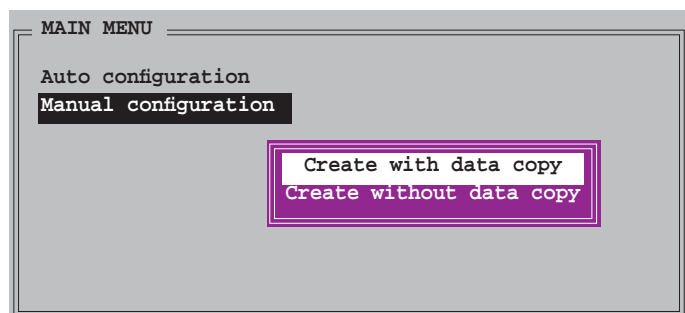 MAIN MENU
Auto configuration
Manual configuration
Create with data copy
Create without data copy